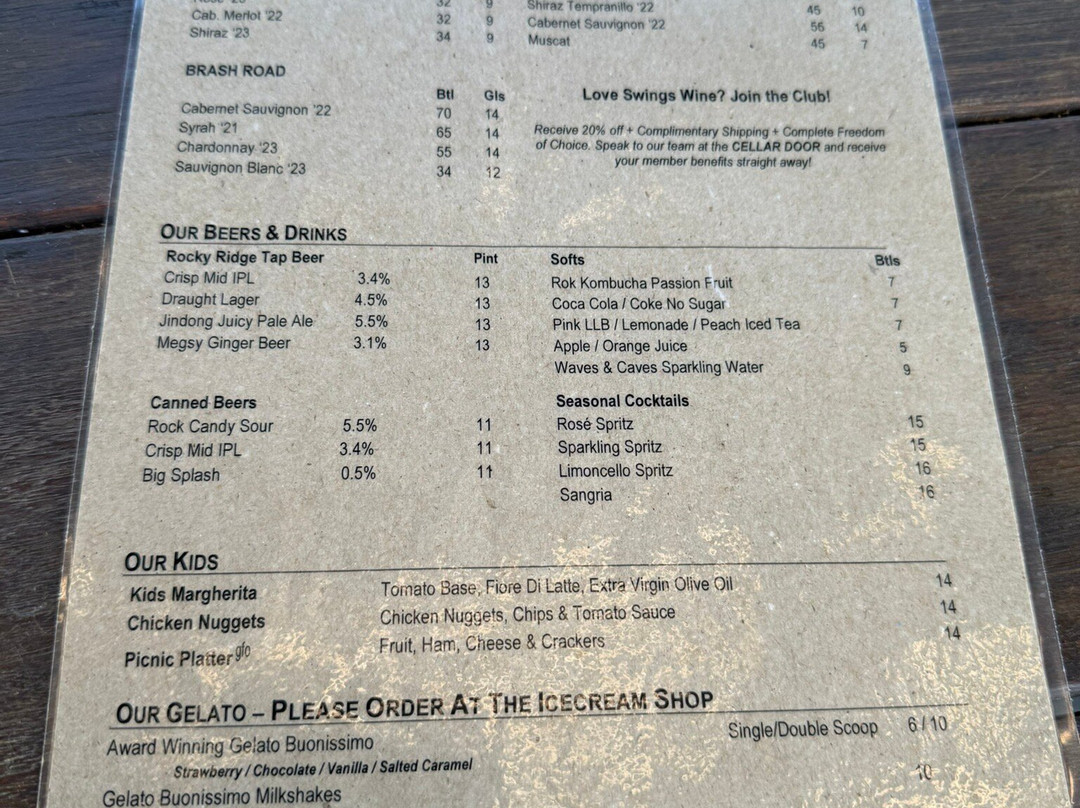 Rosé '23 32 9 Shiraz Tempranillo '22 45 10
Cab. Merlot '22 32 9 Cabernet Sauvignon '22 56 14
Shiraz '23 34 9 Muscat 45 7
BRASH ROAD
Btl Gls
Cabernet Sauvignon '22 70 14
Syrah '21 65 14
Chardonnay '23 55 14
Sauvignon Blanc '23 34 12
Love Swings Wine? Join the Club!
Receive 20% off + Complimentary Shipping + Complete Freedom
of Choice. Speak to our team at the CELLAR DOOR and receive
your member benefits straight away!
OUR BEERS & DRINKS
Rocky Ridge Tap Beer Pint
Crisp Mid IPL 3.4% 13
Draught Lager 4.5% 13
Jindong Juicy Pale Ale 5.5% 13
Megsy Ginger Beer 3.1% 13
Softs Btls
Rok Kombucha Passion Fruit 7
Coca Cola / Coke No Sugar 7
Pink LLB / Lemonade / Peach Iced Tea 7
Apple / Orange Juice 5
Waves & Caves Sparkling Water 9
Canned Beers
Rock Candy Sour 5.5% 11
Crisp Mid IPL 3.4% 11
Big Splash 0.5% 11
Seasonal Cocktails
Rosé Spritz 15
Sparkling Spritz 15
Limoncello Spritz 16
Sangria 16
OUR KIDS
Kids Margherita Tomato Base, Fiore Di Latte, Extra Virgin Olive Oil 14
Chicken Nuggets Chicken Nuggets, Chips & Tomato Sauce 14
Picnic Platter gfo Fruit, Ham, Cheese & Crackers 14
OUR GELATO – PLEASE ORDER AT THE ICECREAM SHOP
Award Winning Gelato Buonissimo Single/Double Scoop 6 / 10
Strawberry / Chocolate / Vanilla / Salted Caramel
Gelato Buonissimo Milkshakes 10